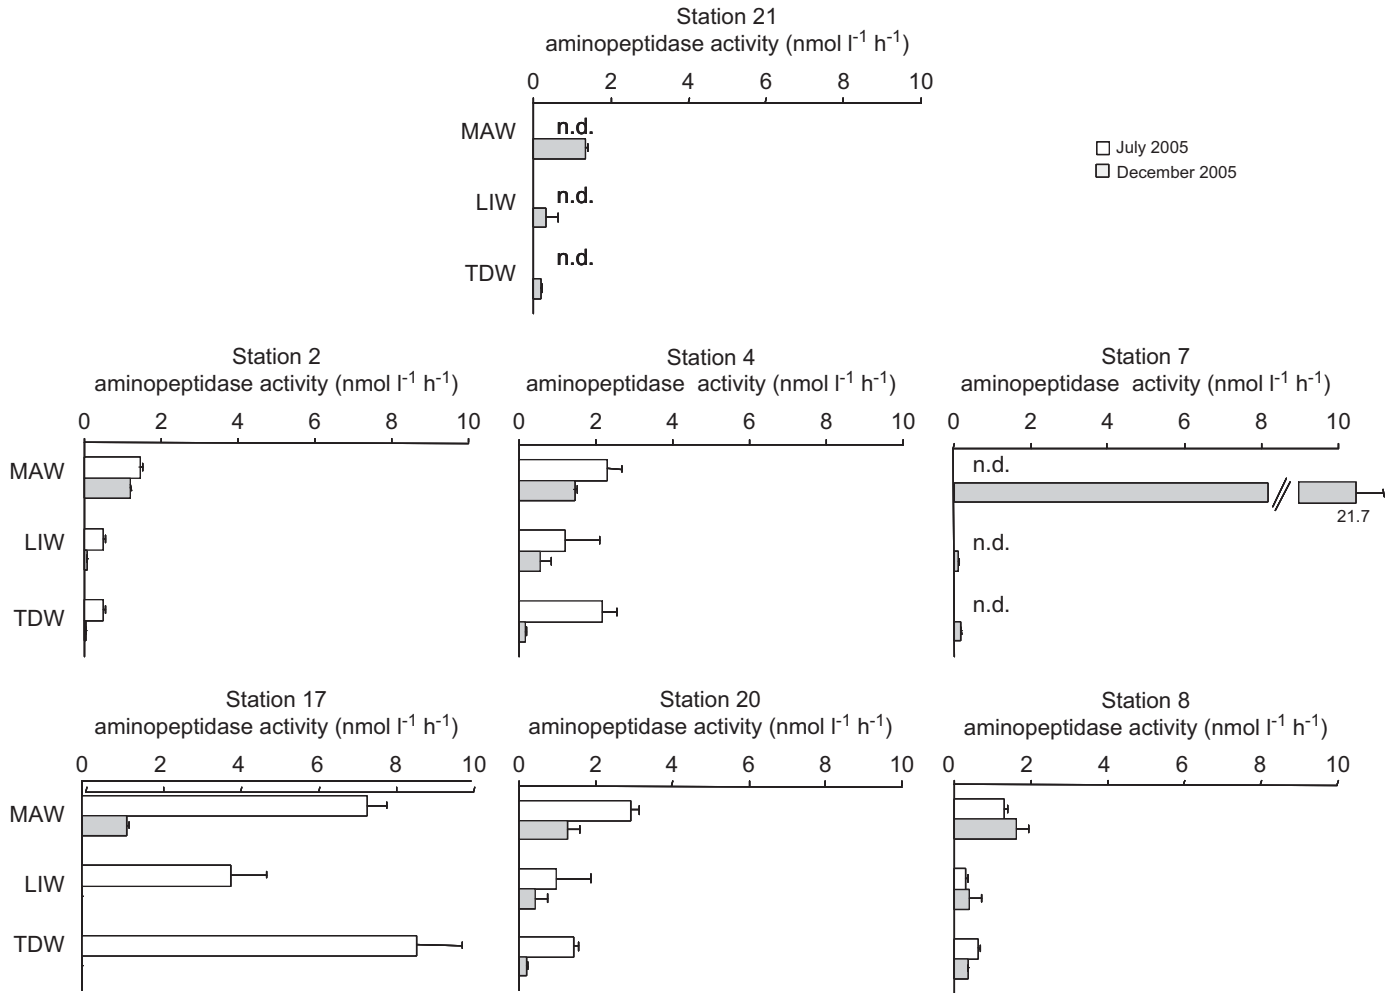 Station 21
aminopeptidase activity (nmol l⁻¹ h⁻¹)
0 2 4 6 8 10
MAW n.d.
LIW n.d.
TDW n.d.
July 2005
December 2005
Station 2
aminopeptidase activity (nmol l⁻¹ h⁻¹)
0 2 4 6 8 10
MAW
LIW
TDW
Station 4
aminopeptidase activity (nmol l⁻¹ h⁻¹)
0 2 4 6 8 10
Station 7
aminopeptidase activity (nmol l⁻¹ h⁻¹)
0 2 4 6 8 10
n.d.
21.7
n.d.
n.d.
Station 17
aminopeptidase activity (nmol l⁻¹ h⁻¹)
0 2 4 6 8 10
MAW
LIW
TDW
Station 20
aminopeptidase activity (nmol l⁻¹ h⁻¹)
0 2 4 6 8 10
Station 8
aminopeptidase activity (nmol l⁻¹ h⁻¹)
0 2 4 6 8 10